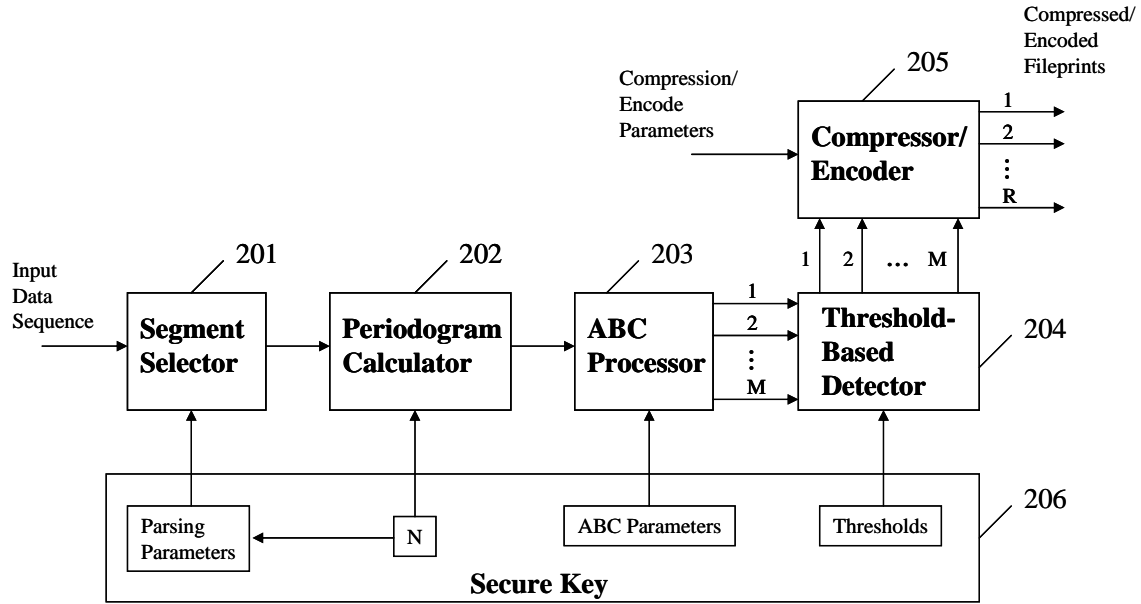 Compressed/
Encoded
Fileprints
205
Compression/
Encode
Parameters
Compressor/
Encoder
1
2
⋮
R
1 2 ... M
201
202
203
204
Input
Data
Sequence
Segment
Selector
Periodogram
Calculator
ABC
Processor
1
2
⋮
M
Threshold-
Based
Detector
206
Parsing
Parameters
N
ABC Parameters
Thresholds
Secure Key